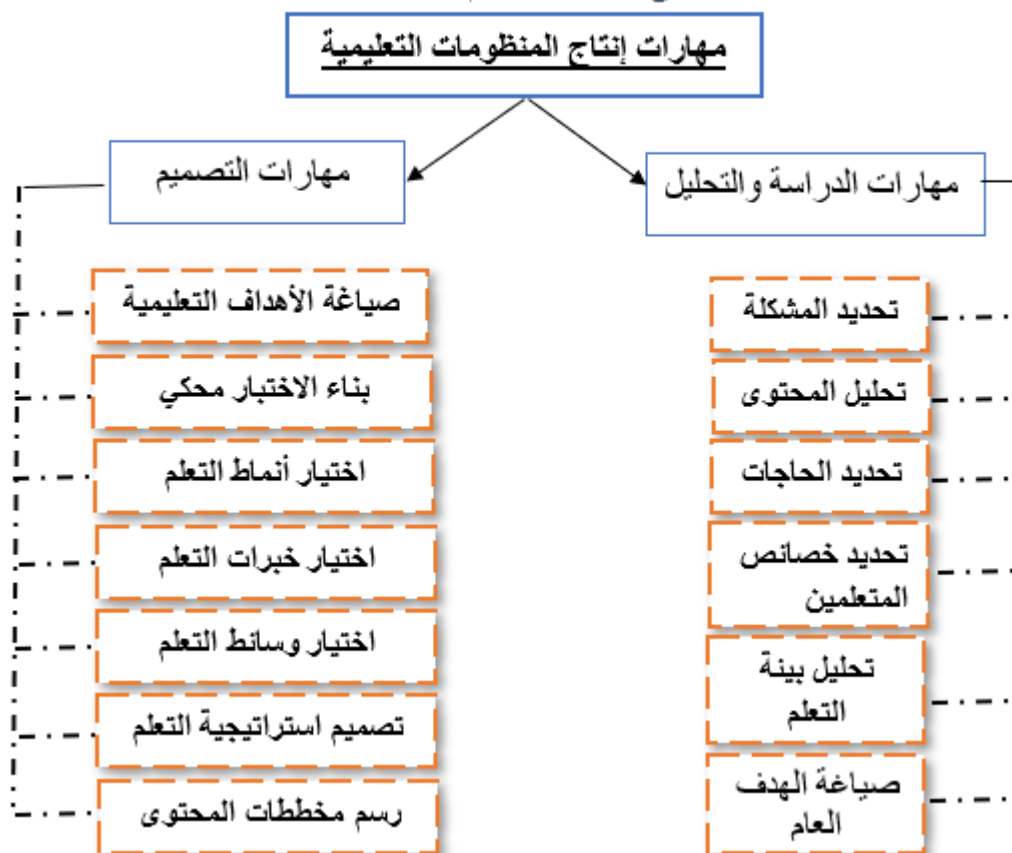 مهارات إنتاج المنظومات التعليمية
مهارات الدراسة والتحليل
تحديد المشكلة
تحليل المحتوى
تحديد الحاجات
تحديد خصائص
المتعلمين
تحليل بيئة
التعلم
صياغة الهدف
العام
مهارات التصميم
صياغة الأهداف التعليمية
بناء الاختبار محكي
اختيار أنماط التعلم
اختيار خبرات التعلم
اختيار وسائط التعلم
تصميم استراتيجية التعلم
رسم مخططات المحتوى